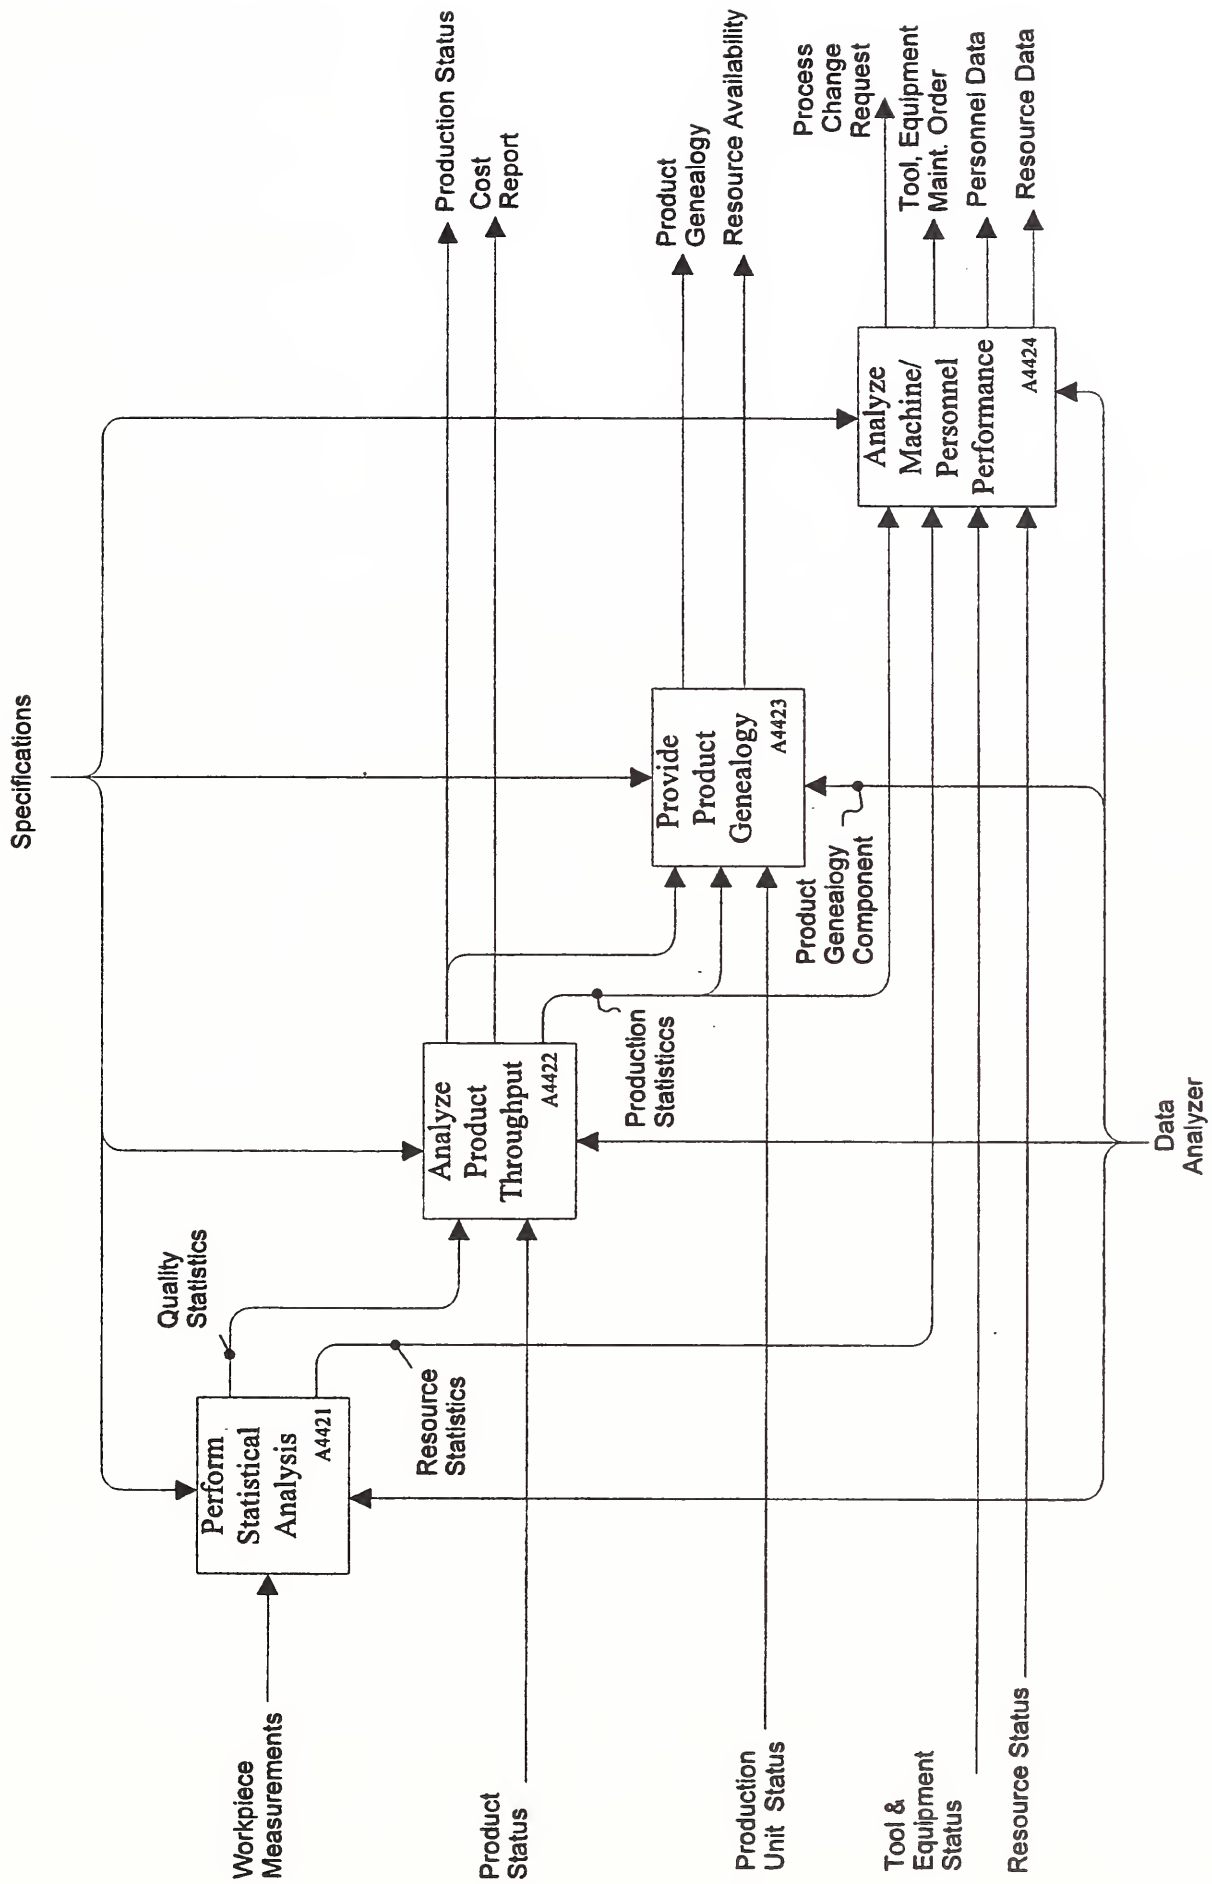 Specifications
Workpiece
Measurements
Perform
Statistical
Analysis
A4421
Quality
Statistics
Resource
Statistics
Product
Status
Analyze
Product
Throughput
A4422
Production Status
Cost
Report
Production
Statisticcs
Production
Unit Status
Provide
Product
Genealogy
A4423
Product
Genealogy
Resource Availability
Product
Genealogy
Component
Tool &
Equipment
Status
Resource Status
Analyze
Machine/
Personnel
Performance
A4424
Process
Change
Request
Tool, Equipment
Maint. Order
Personnel Data
Resource Data
Data
Analyzer